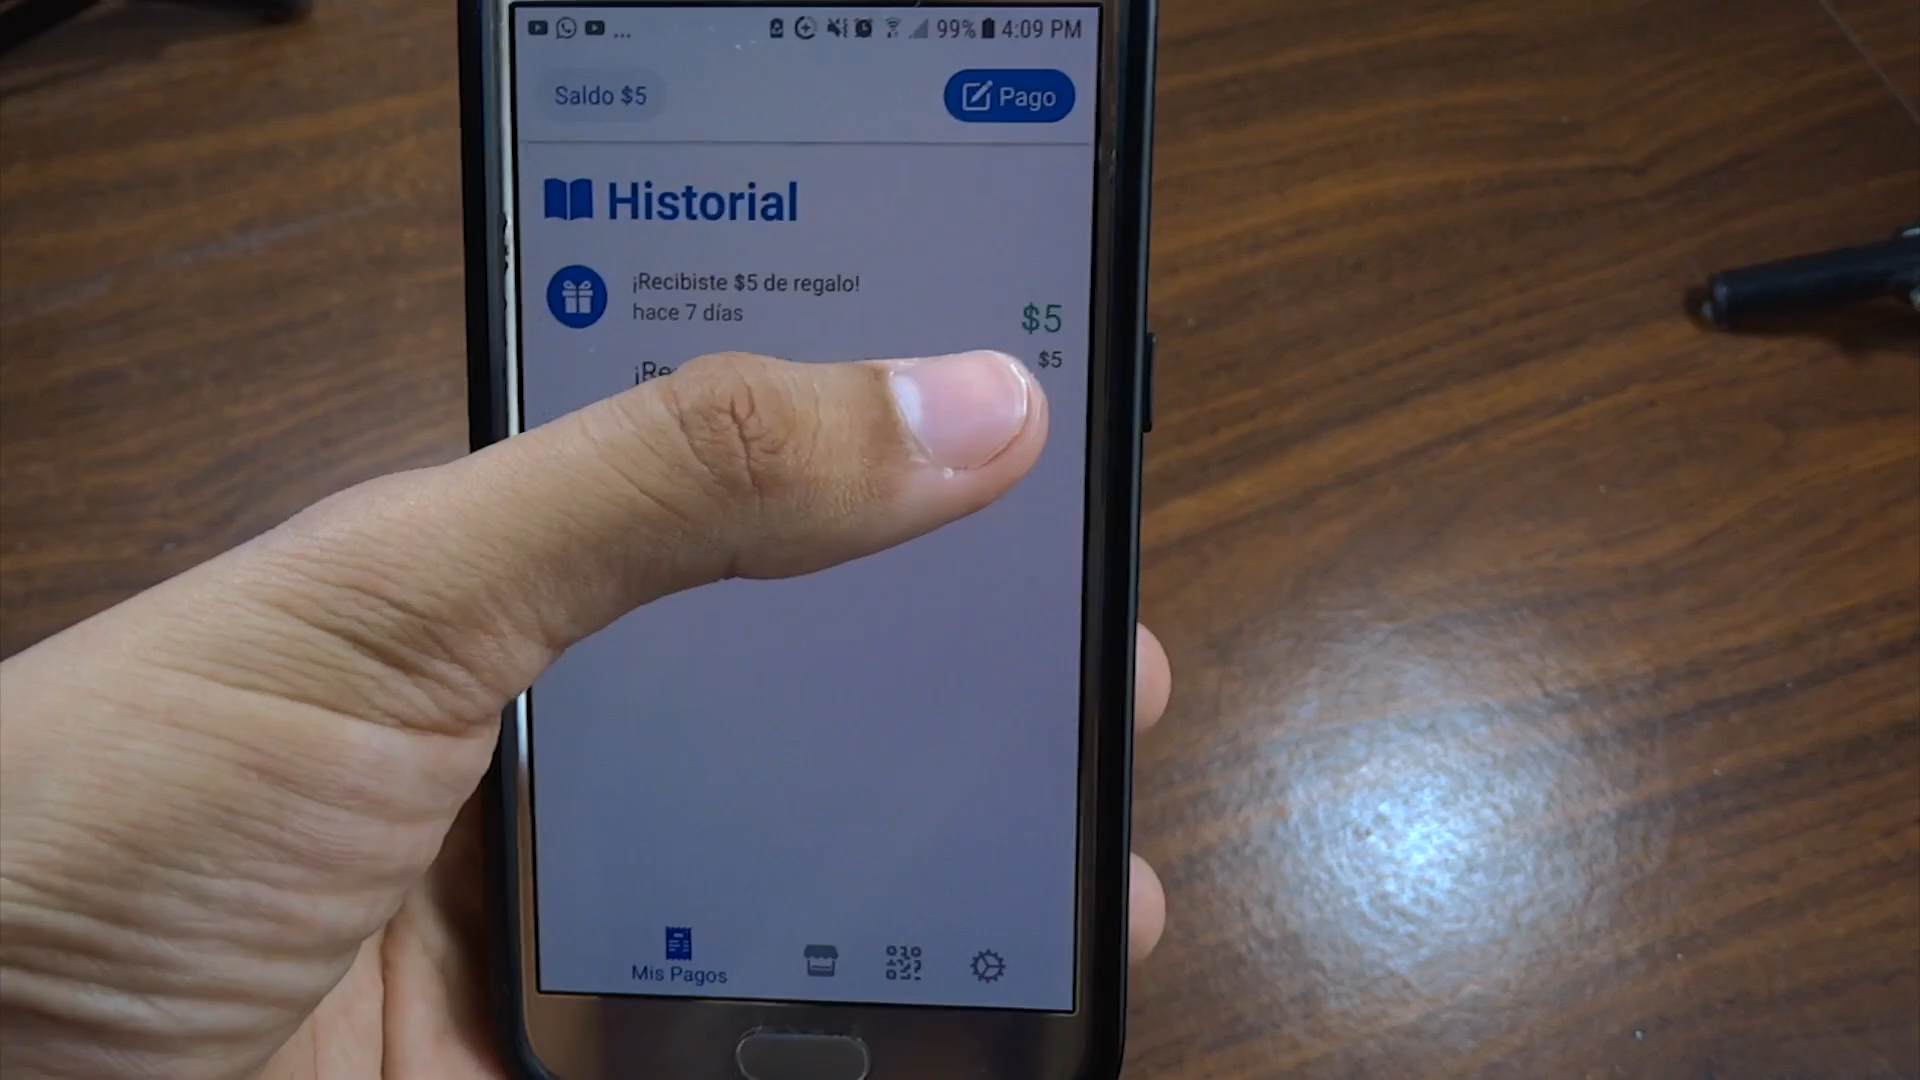 ... 99% 4:09 PM
Saldo $5
Pago
Historial
¡Recibiste $5 de regalo!
hace 7 días
$5
$5
Mis Pagos